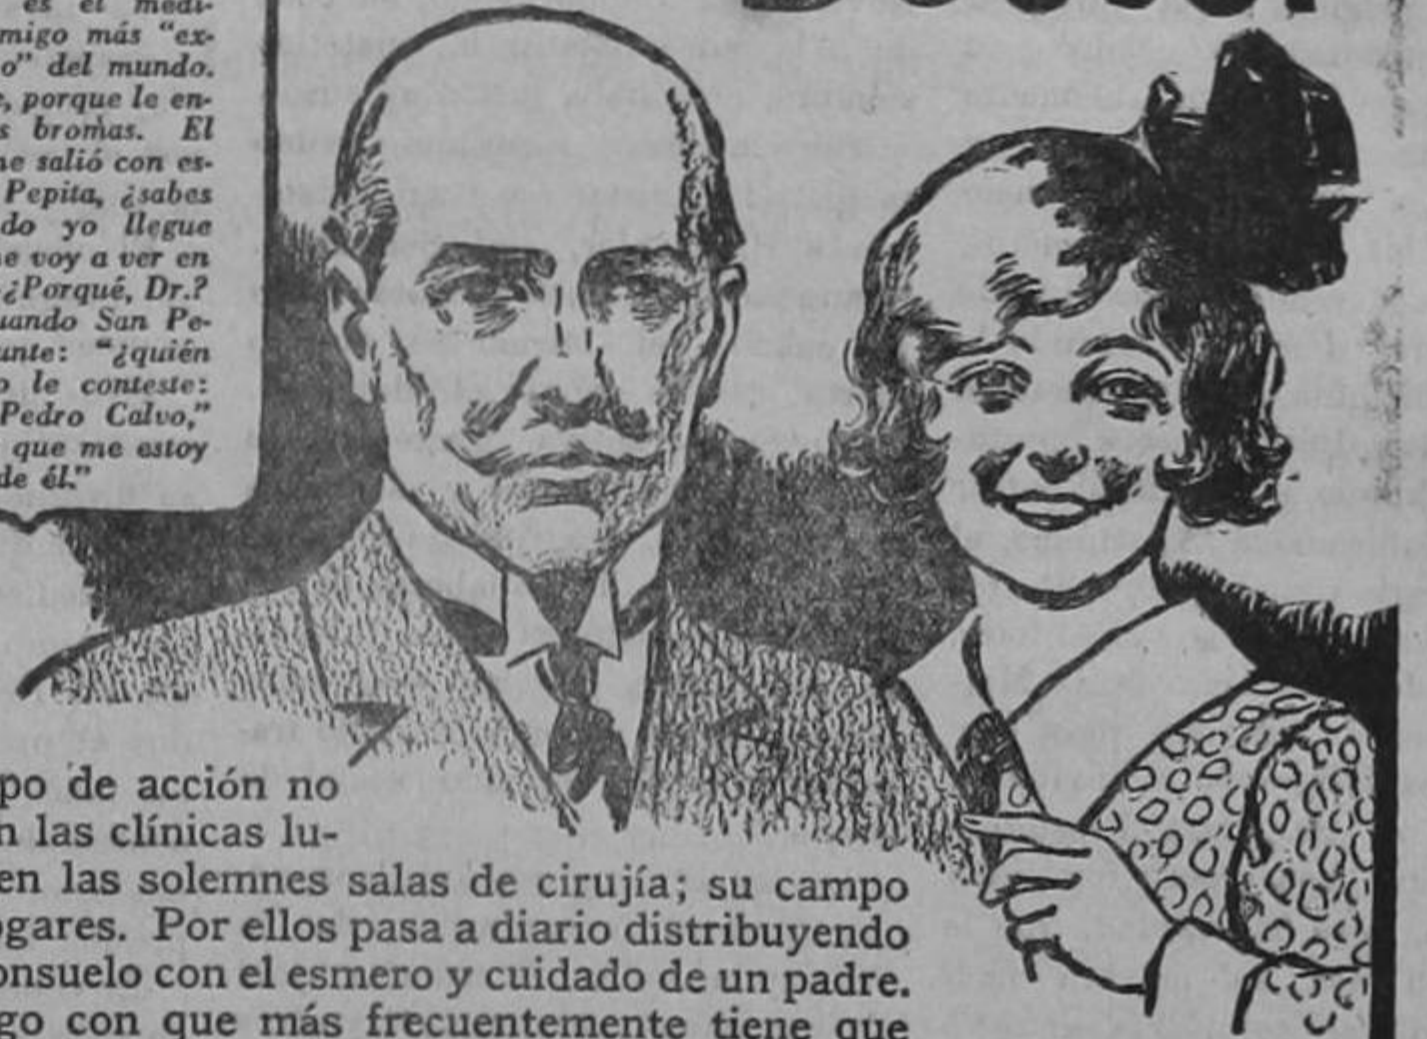 es el medi-
migo más “ex-
o” del mundo.
, porque le en-
s bromas. El
me salió con es-
Pepita, ¿sabes
do yo llegue
me voy a ver en
¿Porqué, Dr.?
uando San Pe-
unte: “¿quién
o le conteste:
Pedro Calvo,”
que me estoy
de él.”
po de acción no
n las clínicas lu-
en las solemnes salas de cirujía; su campo
ogares. Por ellos pasa a diario distribuyendo
onsuelo con el esmero y cuidado de un padre.
go con que más frecuentemente tiene que